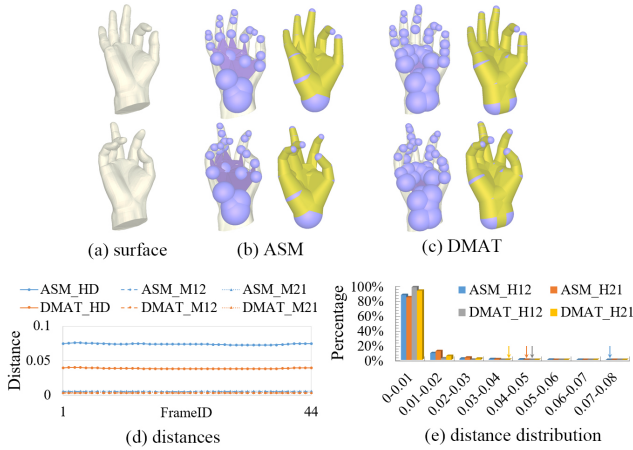 (a) surface
(b) ASM
(c) DMAT
ASM_HD ASM_M12 ASM_M21
DMAT_HD DMAT_M12 DMAT_M21
0.1
0.05
0
Distance
1 FrameID 44
(d) distances
ASM_H12 ASM_H21
DMAT_H12 DMAT_H21
Percentage
100%
80%
60%
40%
20%
0%
0-0.01 0.01-0.02 0.02-0.03 0.03-0.04 0.04-0.05 0.05-0.06 0.06-0.07 0.07-0.08
(e) distance distribution